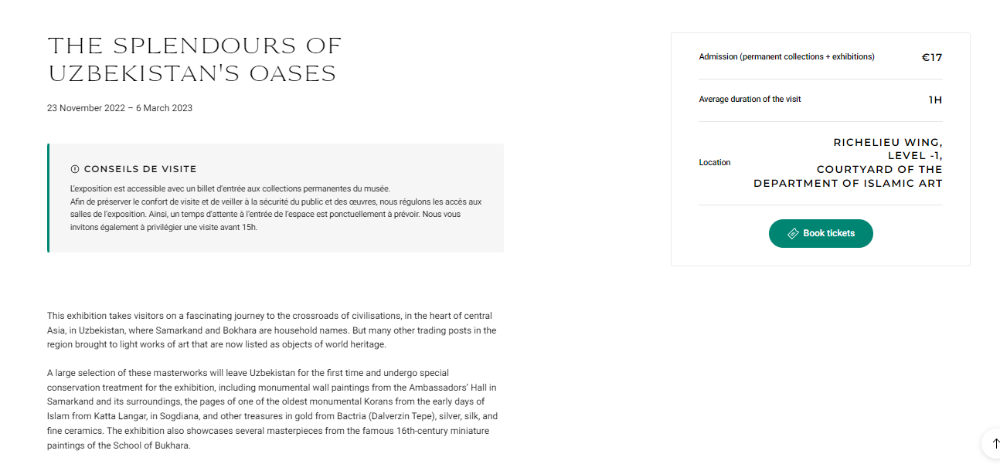 THE SPLENDOURS OF
UZBEKISTAN'S OASES
23 November 2022 – 6 March 2023
CONSEILS DE VISITE
L'exposition est accessible avec un billet d'entrée aux collections permanentes du musée.
Afin de préserver le confort de visite et de veiller à la sécurité du public et des œuvres, nous régulons les accès aux
salles de l'exposition. Ainsi, un temps d'attente à l'entrée de l'espace est ponctuellement à prévoir. Nous vous
invitons également à privilégier une visite avant 15h.
This exhibition takes visitors on a fascinating journey to the crossroads of civilisations, in the heart of central
Asia, in Uzbekistan, where Samarkand and Bokhara are household names. But many other trading posts in the
region brought to light works of art that are now listed as objects of world heritage.
A large selection of these masterworks will leave Uzbekistan for the first time and undergo special
conservation treatment for the exhibition, including monumental wall paintings from the Ambassadors' Hall in
Samarkand and its surroundings, the pages of one of the oldest monumental Korans from the early days of
Islam from Katta Langar, in Sogdiana, and other treasures in gold from Bactria (Dalverzin Tepe), silver, silk, and
fine ceramics. The exhibition also showcases several masterpieces from the famous 16th-century miniature
paintings of the School of Bukhara.
Admission (permanent collections + exhibitions) €17
Average duration of the visit 1H
Location
RICHELIEU WING,
LEVEL -1,
COURTYARD OF THE
DEPARTMENT OF ISLAMIC ART
Book tickets